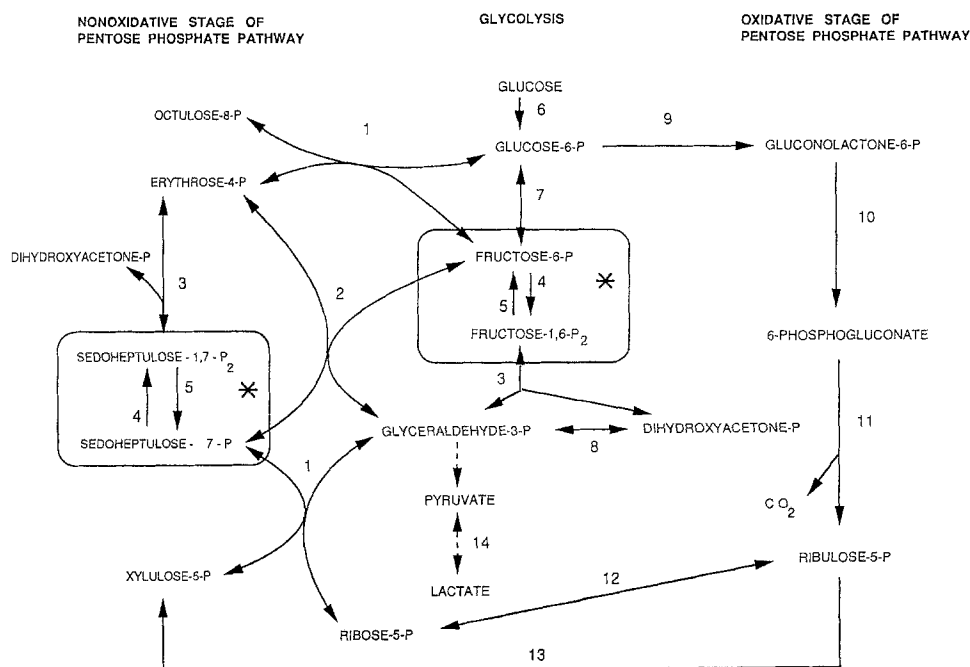 NONOXIDATIVE STAGE OF
PENTOSE PHOSPHATE PATHWAY
GLYCOLYSIS
OXIDATIVE STAGE OF
PENTOSE PHOSPHATE PATHWAY
GLUCOSE
6
OCTULOSE-8-P
1
9
GLUCOSE-6-P
GLUCONOLACTONE-6-P
ERYTHROSE-4-P
7
10
DIHYDROXYACETONE-P
FRUCTOSE-6-P
3
2
5
4
*
FRUCTOSE-1,6-P2
6-PHOSPHOGLUCONATE
SEDOHEPTULOSE - 1,7 - P2
3
4
5
*
SEDOHEPTULOSE - 7 - P
GLYCERALDEHYDE-3-P
8
DIHYDROXYACETONE-P
11
1
PYRUVATE
CO2
14
XYLULOSE-5-P
LACTATE
12
RIBULOSE-5-P
RIBOSE-5-P
13